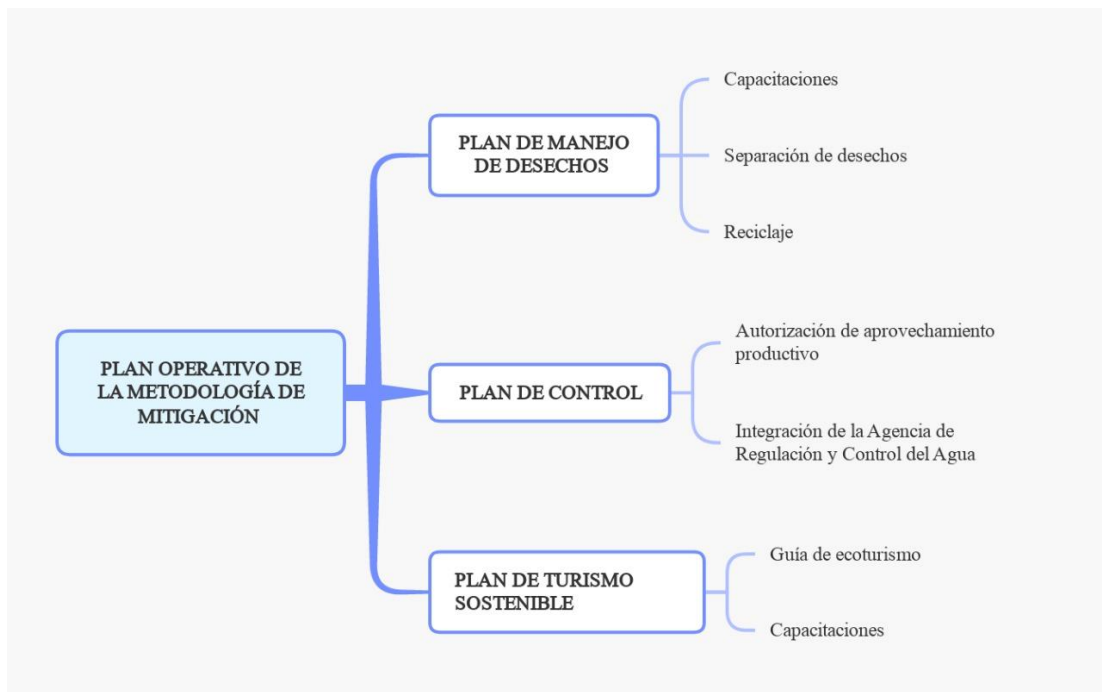 PLAN OPERATIVO DE
LA METODOLOGÍA DE
MITIGACIÓN
PLAN DE MANEJO
DE DESECHOS
Capacitaciones
Separación de desechos
Reciclaje
PLAN DE CONTROL
Autorización de aprovechamiento
productivo
Integración de la Agencia de
Regulación y Control del Agua
PLAN DE TURISMO
SOSTENIBLE
Guía de ecoturismo
Capacitaciones